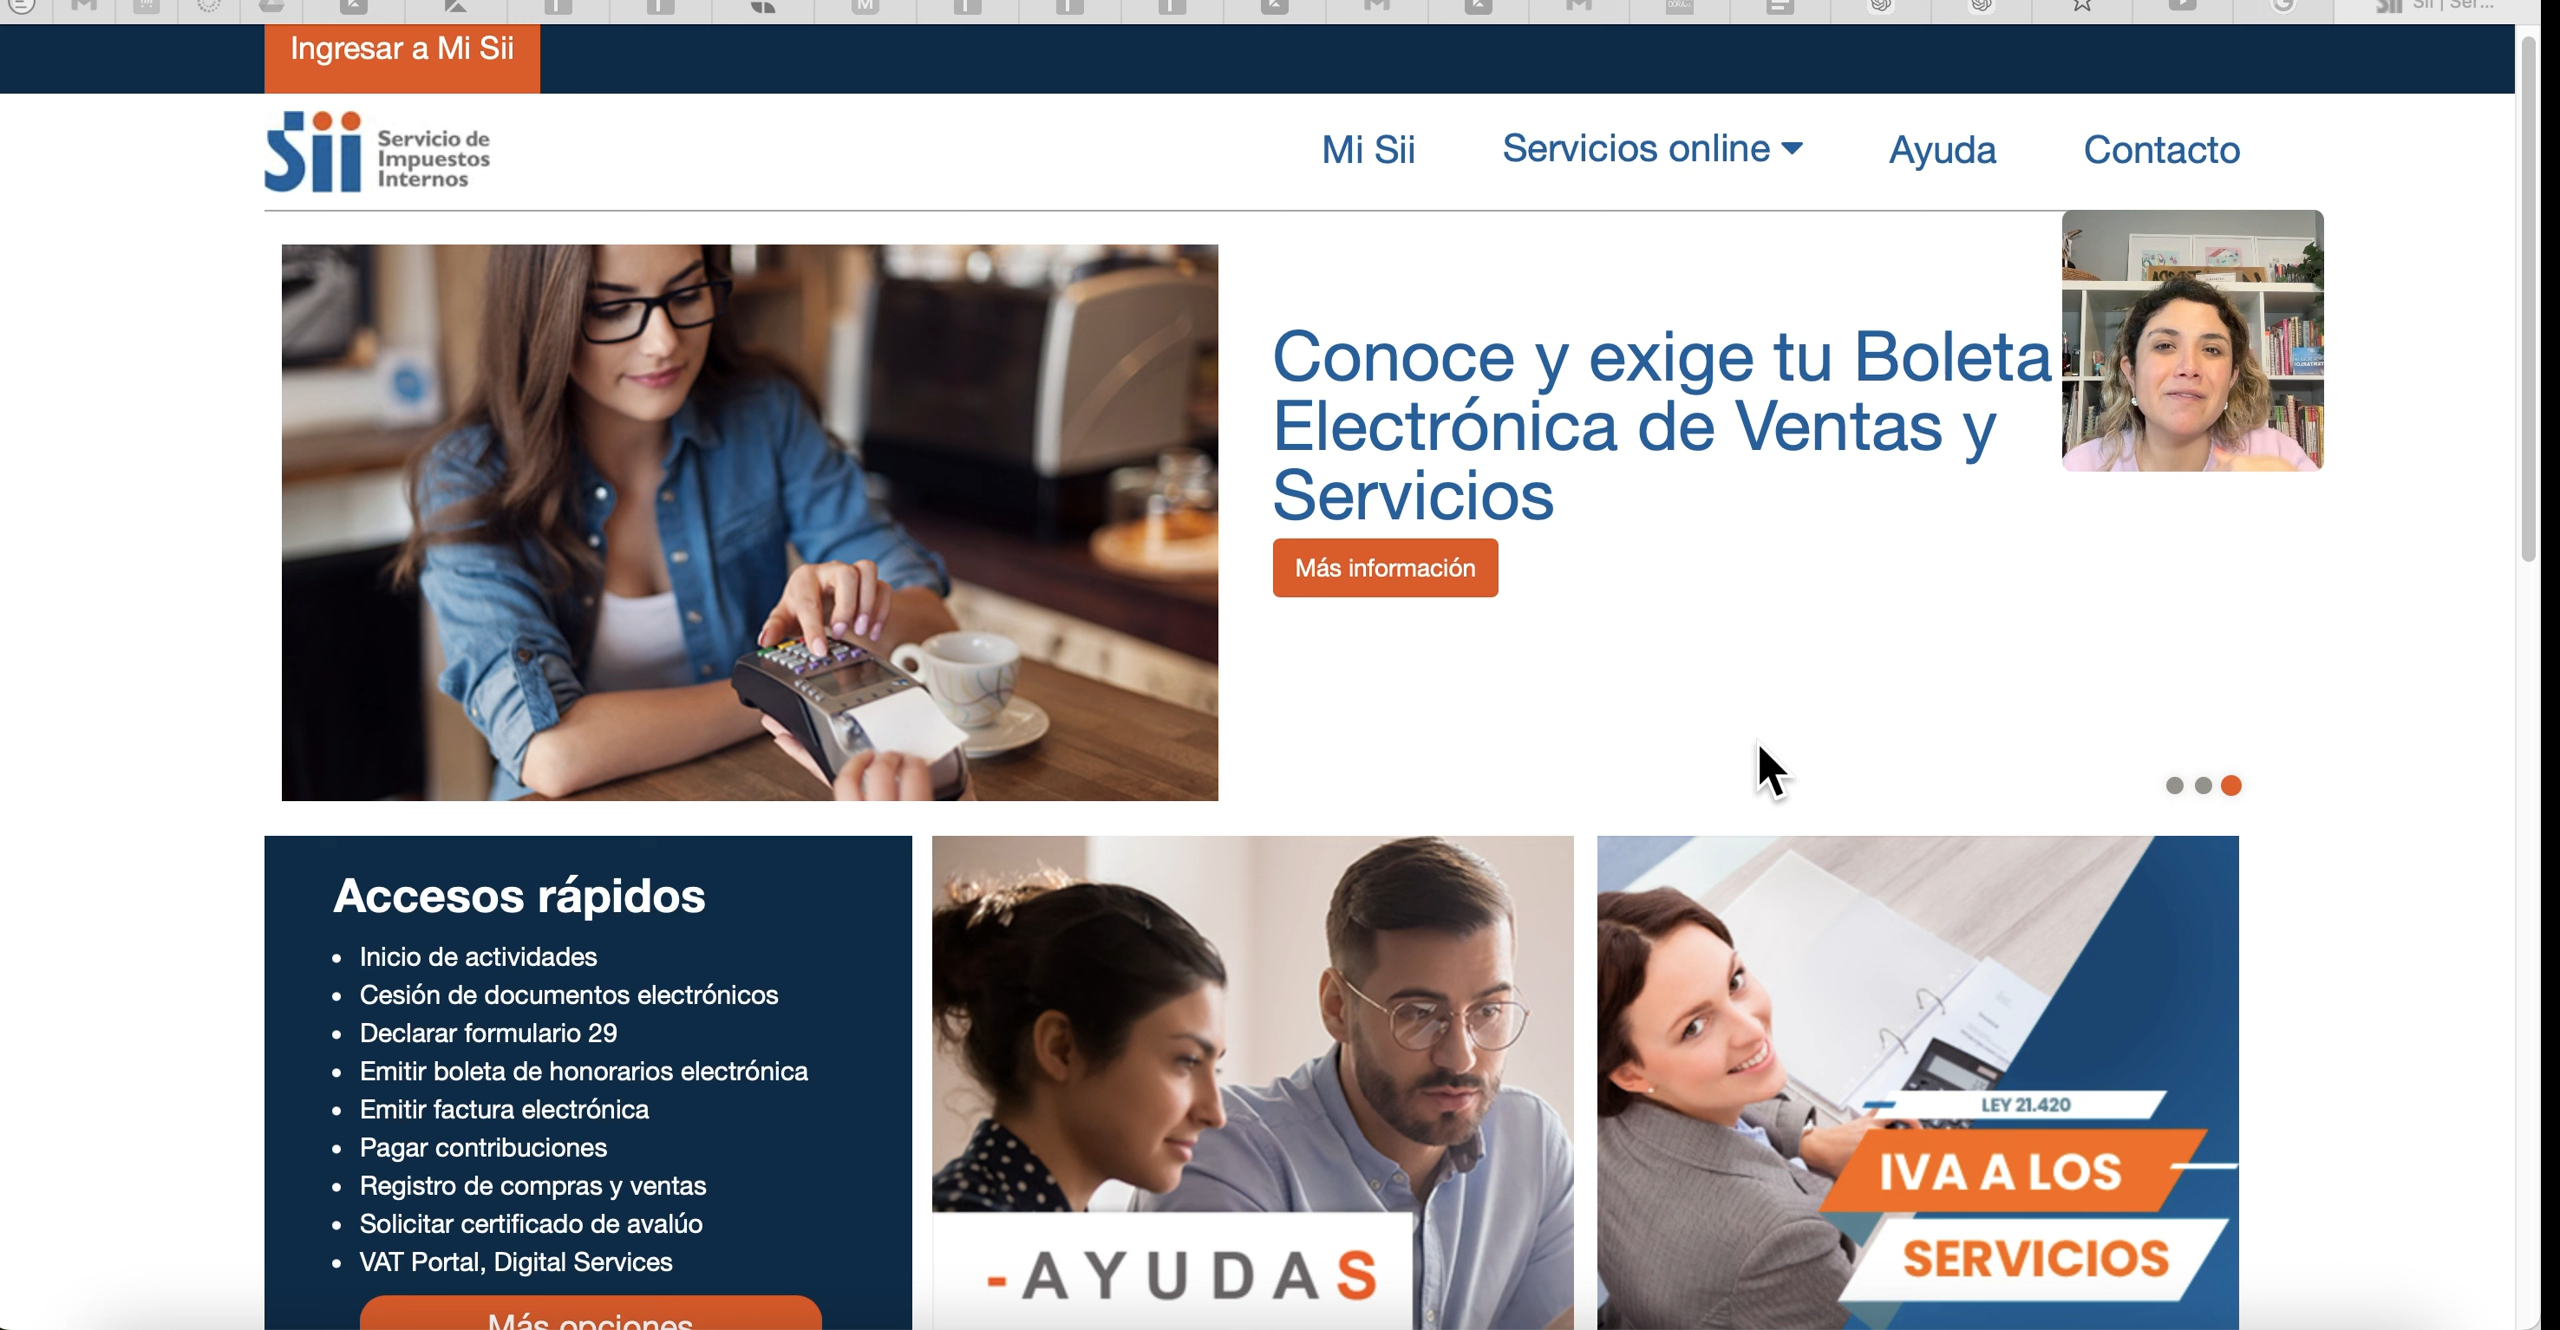 Sii | Ser...
Ingresar a Mi Sii
Sii
Servicio de
Impuestos
Internos
Mi Sii
Servicios online
Ayuda
Contacto
Conoce y exige tu Boleta
Electrónica de Ventas y
Servicios
Más información
Accesos rápidos
Inicio de actividades
Cesión de documentos electrónicos
Declarar formulario 29
Emitir boleta de honorarios electrónica
Emitir factura electrónica
Pagar contribuciones
Registro de compras y ventas
Solicitar certificado de avalúo
VAT Portal, Digital Services
Más opciones
-AYUDAS
LEY 21.420
IVA A LOS
SERVICIOS